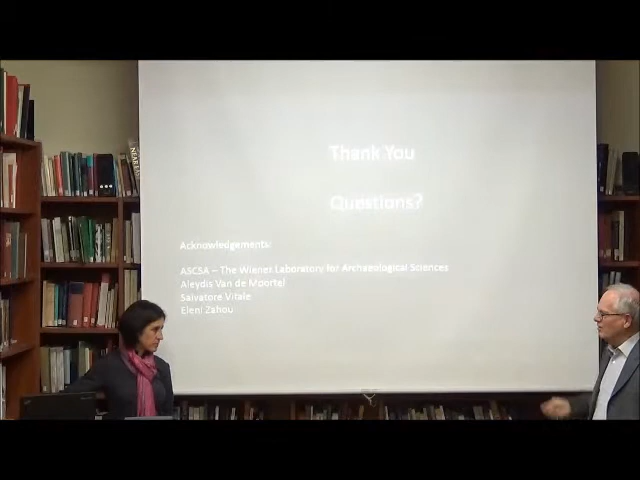 Thank You
Questions?
Acknowledgements:
ASCSA – The Wiener Laboratory for Archaeological Sciences
Aleydis Van de Moortel
Salvatore Vitale
Eleni Zahou